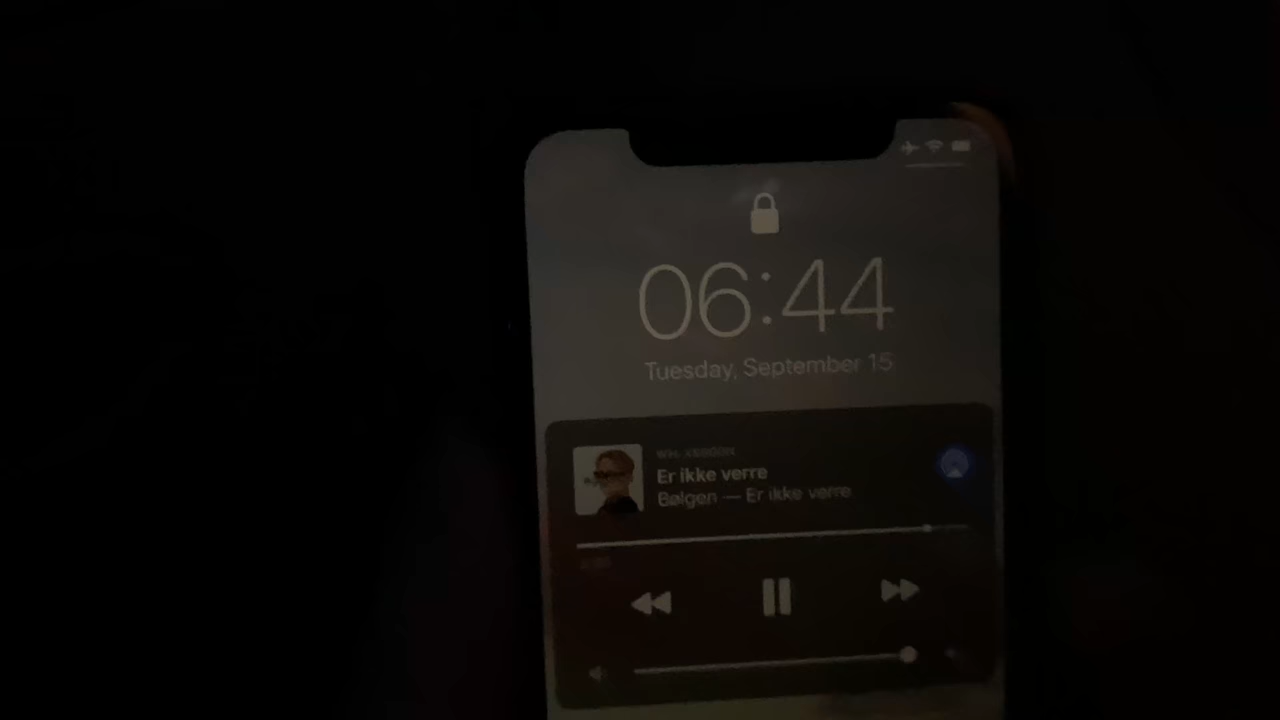 06:44
Tuesday, September 15
Er ikke verre
Bølgen — Er ikke verre